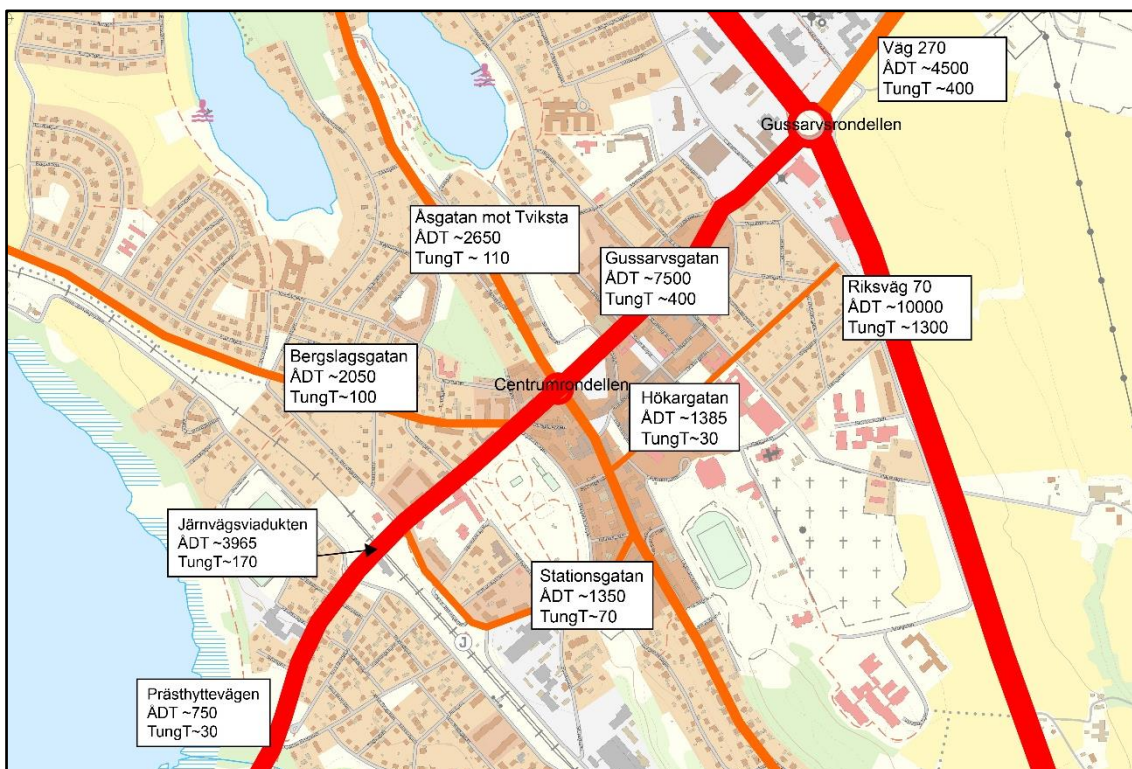 Väg 270
ÅDT ~4500
TungT ~400
Gussarvsrondellen
Åsgatan mot Tviksta
ÅDT ~2650
TungT ~ 110
Gussarvsgatan
ÅDT ~7500
TungT ~400
Riksväg 70
ÅDT ~10000
TungT ~1300
Bergslagsgatan
ÅDT ~2050
TungT~100
Centrumrondellen
Hökargatan
ÅDT ~1385
TungT~30
Järnvägsviadukten
ÅDT ~3965
TungT~170
Stationsgatan
ÅDT ~1350
TungT~70
J
Prästhyttevägen
ÅDT ~750
TungT~30